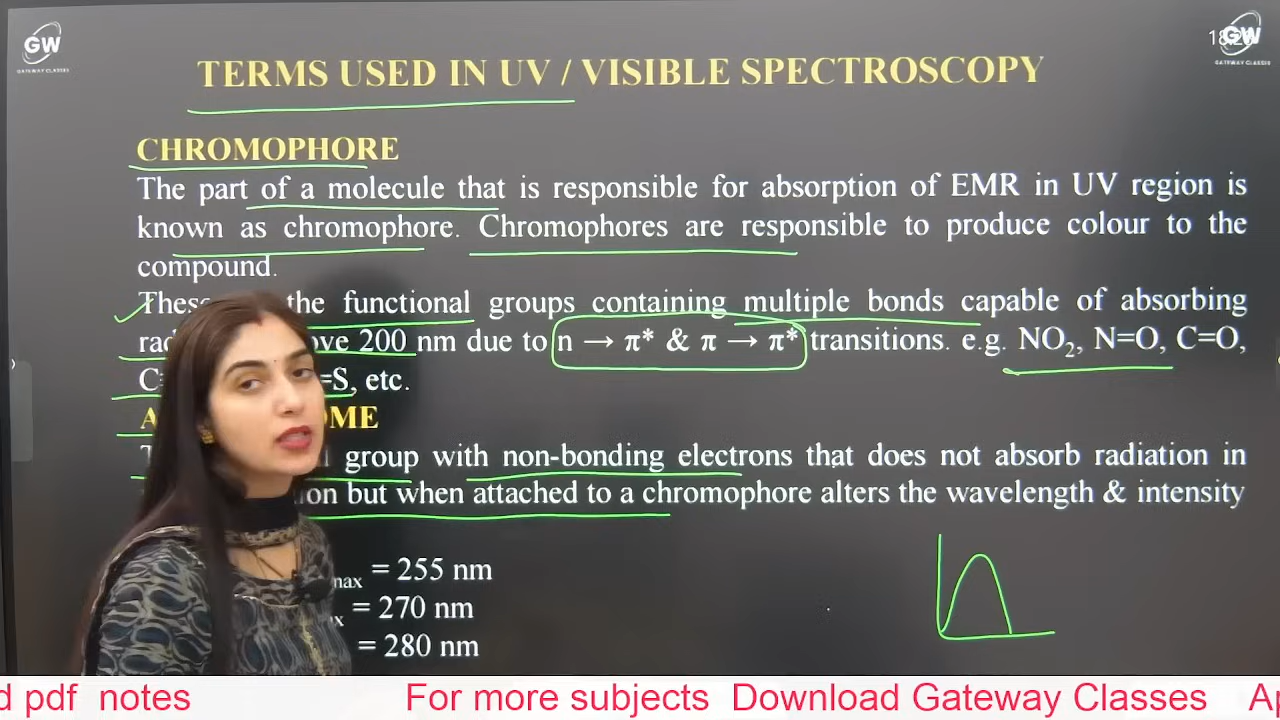 GW
GATEWAY CLASSES
GW
GATEWAY CLASSES
TERMS USED IN UV / VISIBLE SPECTROSCOPY
CHROMOPHORE
The part of a molecule that is responsible for absorption of EMR in UV region is
known as chromophore. Chromophores are responsible to produce colour to the
compound.
the functional groups containing multiple bonds capable of absorbing
200 nm due to n → π* & π → π* transitions. e.g. NO₂, N=O, C=O,
=S, etc.
group with non-bonding electrons that does not absorb radiation in
but when attached to a chromophore alters the wavelength & intensity
max = 255 nm
= 270 nm
= 280 nm
pdf notes For more subjects Download Gateway Classes